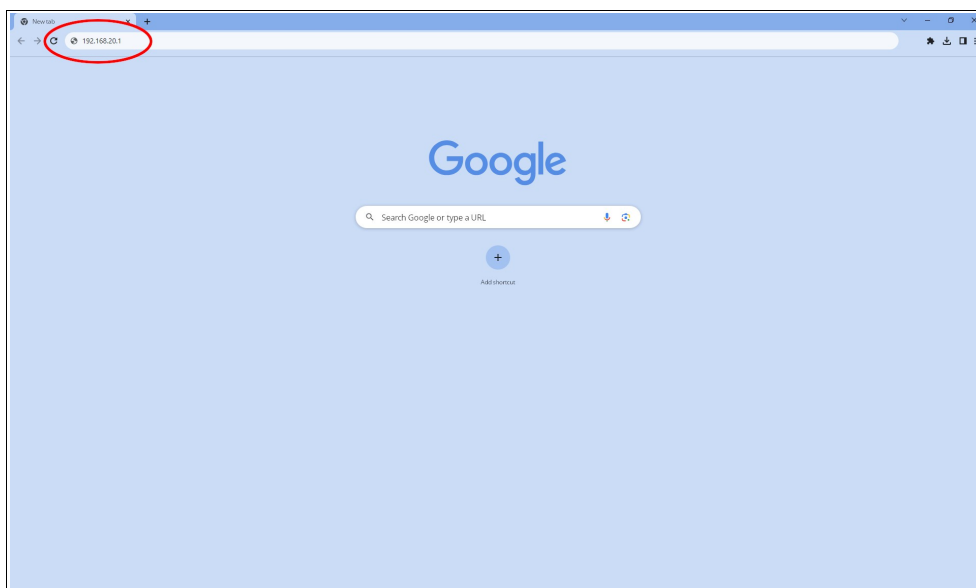 New tab
192.168.20.1
Google
Search Google or type a URL
Add shortcut